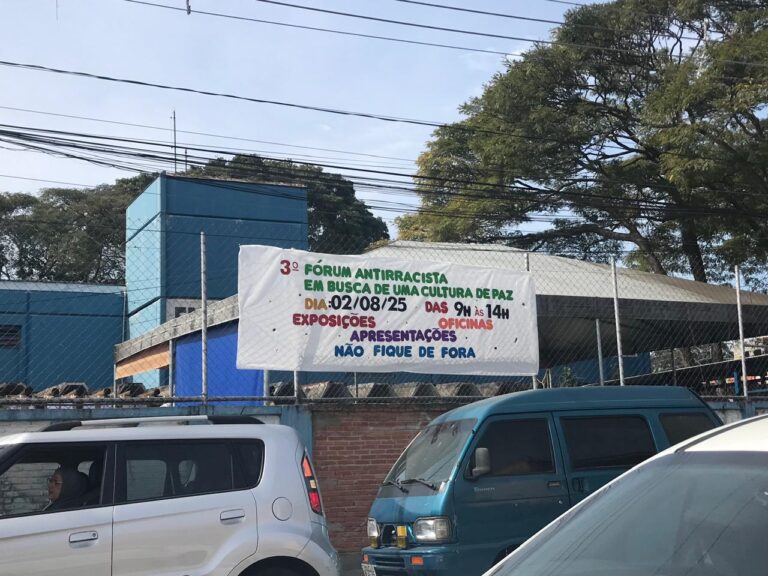 3º FÓRUM ANTIRRACISTA
EM BUSCA DE UMA CULTURA DE PAZ
DIA:02/08/25 DAS 9H ÀS 14H
EXPOSIÇÕES OFICINAS
APRESENTAÇÕES
NÃO FIQUE DE FORA